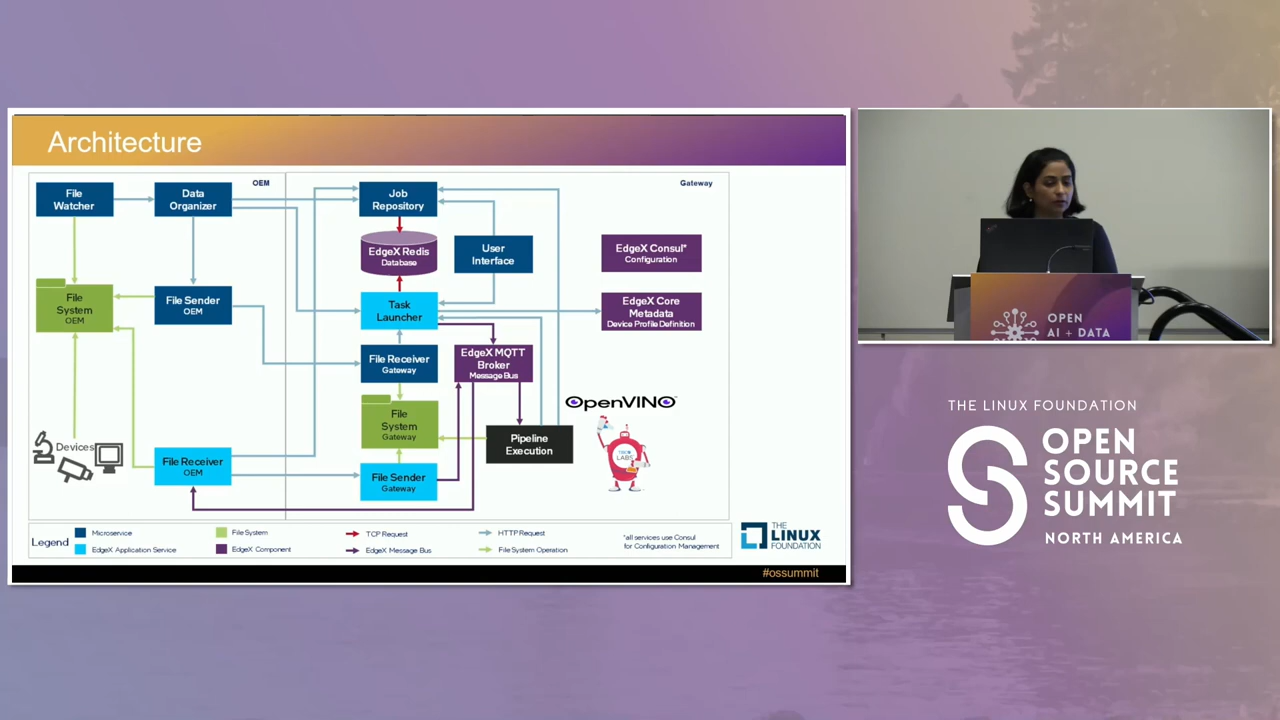 Architecture
OEM
Gateway
File
Watcher
Data
Organizer
Job
Repository
EdgeX Redis
Database
User
Interface
EdgeX Consul*
Configuration
File
System
OEM
File Sender
OEM
Task
Launcher
EdgeX Core
Metadata
Device Profile Definition
File Receiver
Gateway
EdgeX MQTT
Broker
Message Bus
File
System
Gateway
OpenVINO
Pipeline
Execution
Devices
File Receiver
OEM
File Sender
Gateway
Legend
Microservice
EdgeX Application Service
File System
EdgeX Component
TCP Request
EdgeX Message Bus
HTTP Request
File System Operation
*all services use Consul
for Configuration Management
THE
LINUX
FOUNDATION
#ossummit
OPEN
AI + DATA
THE LINUX FOUNDATION
OPEN
SOURCE
SUMMIT
NORTH AMERICA